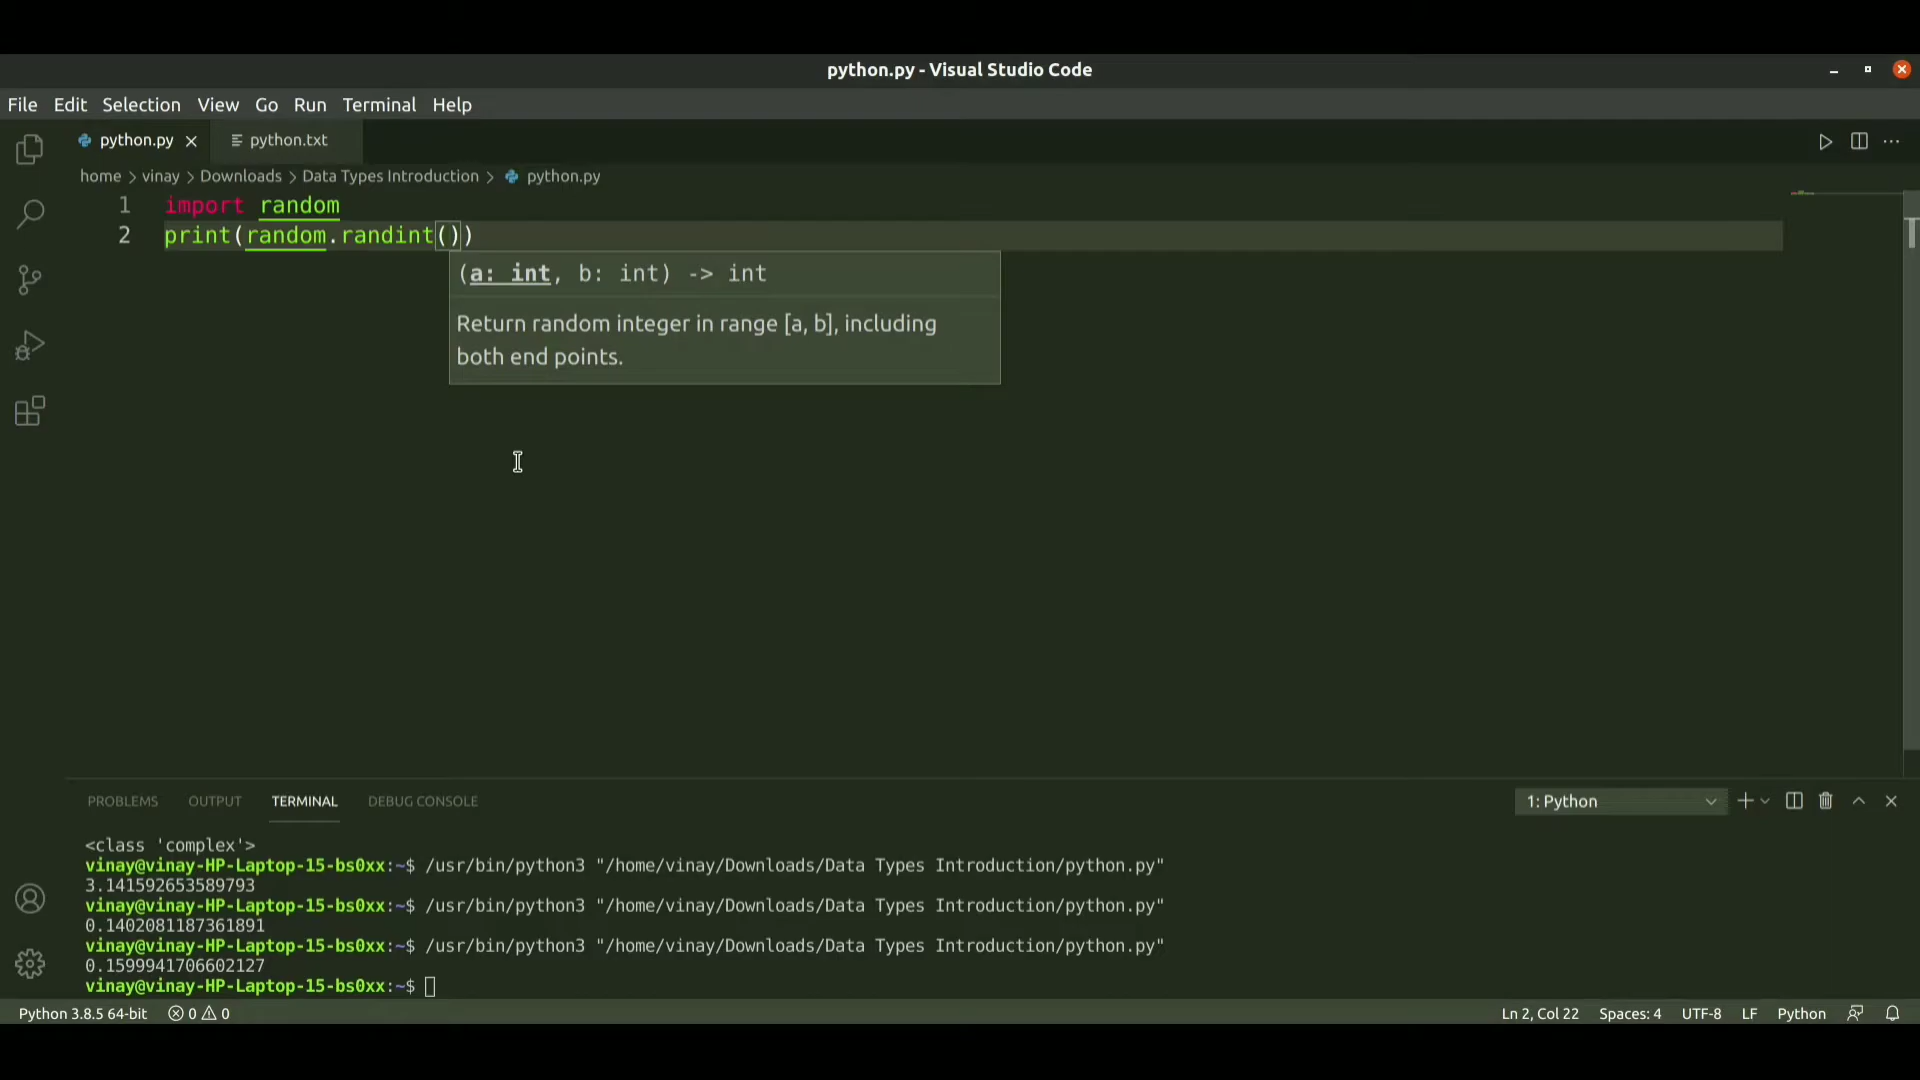 python.py - Visual Studio Code
File Edit Selection View Go Run Terminal Help
python.py python.txt
home > vinay > Downloads > Data Types Introduction > python.py
1 import random
2 print(random.randint())
(a: int, b: int) -> int
Return random integer in range [a, b], including
both end points.
PROBLEMS OUTPUT TERMINAL DEBUG CONSOLE 1: Python
<class 'complex'>
vinay@vinay-HP-Laptop-15-bs0xx:~$ /usr/bin/python3 "/home/vinay/Downloads/Data Types Introduction/python.py"
3.141592653589793
vinay@vinay-HP-Laptop-15-bs0xx:~$ /usr/bin/python3 "/home/vinay/Downloads/Data Types Introduction/python.py"
0.1402081187361891
vinay@vinay-HP-Laptop-15-bs0xx:~$ /usr/bin/python3 "/home/vinay/Downloads/Data Types Introduction/python.py"
0.1599941706602127
vinay@vinay-HP-Laptop-15-bs0xx:~$
Python 3.8.5 64-bit 0 0 Ln 2, Col 22 Spaces: 4 UTF-8 LF Python